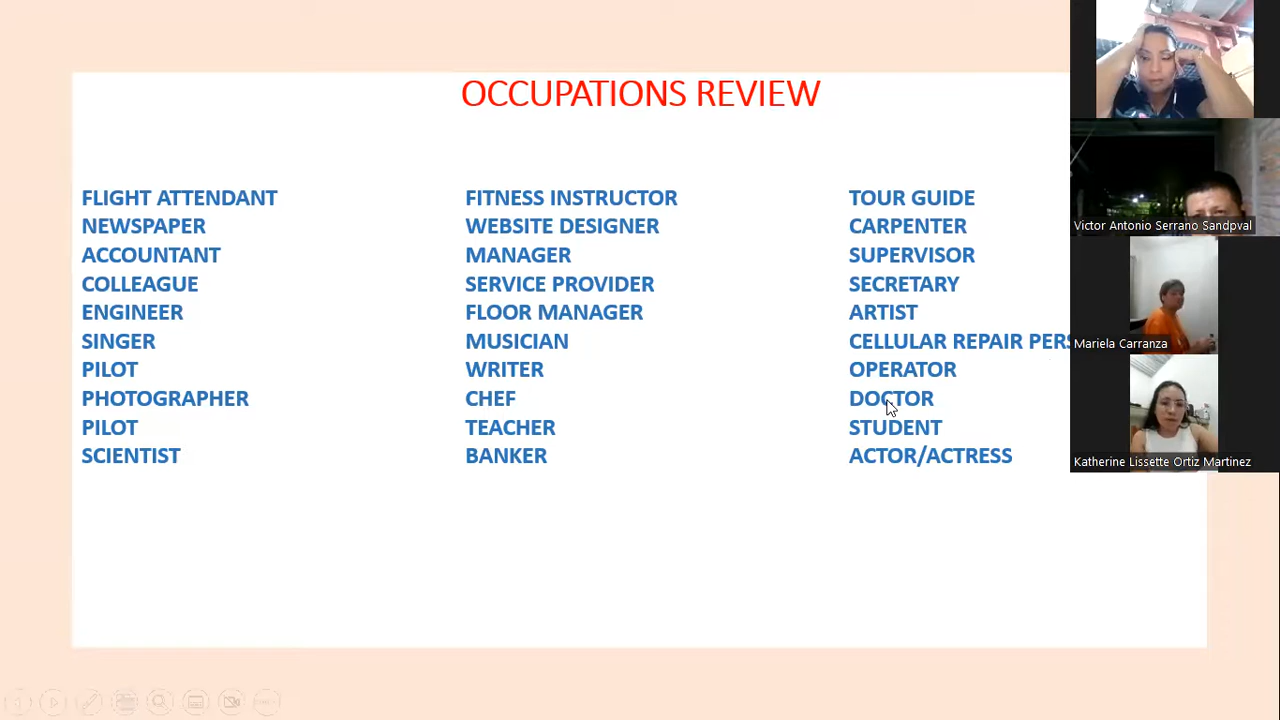 OCCUPATIONS REVIEW
FLIGHT ATTENDANT
NEWSPAPER
ACCOUNTANT
COLLEAGUE
ENGINEER
SINGER
PILOT
PHOTOGRAPHER
PILOT
SCIENTIST
FITNESS INSTRUCTOR
WEBSITE DESIGNER
MANAGER
SERVICE PROVIDER
FLOOR MANAGER
MUSICIAN
WRITER
CHEF
TEACHER
BANKER
TOUR GUIDE
CARPENTER
SUPERVISOR
SECRETARY
ARTIST
CELLULAR REPAIR
OPERATOR
DOCTOR
STUDENT
ACTOR/ACTRESS
Victor Antonio Serrano Sandpval
Mariela Carranza
Katherine Lissette Ortiz Martinez